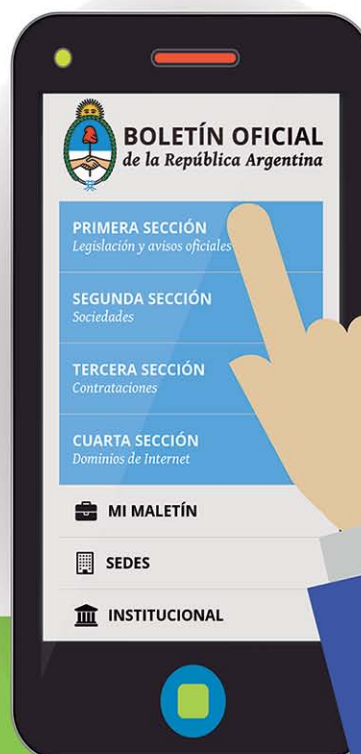 BOLETÍN OFICIAL
de la República Argentina
PRIMERA SECCIÓN
Legislación y avisos oficiales
SEGUNDA SECCIÓN
Sociedades
TERCERA SECCIÓN
Contrataciones
CUARTA SECCIÓN
Dominios de Internet
MI MALETÍN
SEDES
INSTITUCIONAL